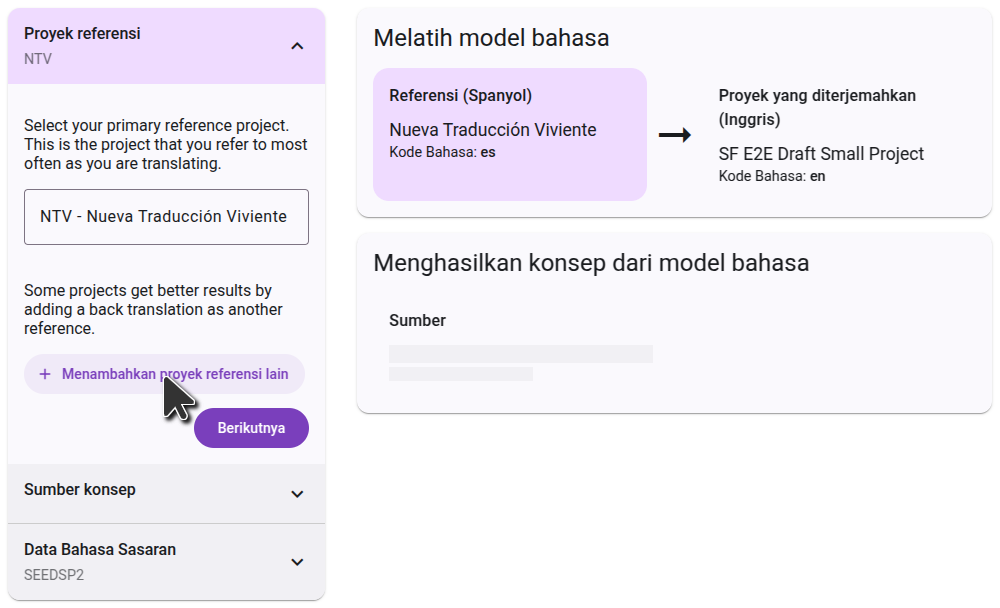 Proyek referensi
NTV
Select your primary reference project.
This is the project that you refer to most
often as you are translating.
NTV - Nueva Traducción Viviente
Some projects get better results by
adding a back translation as another
reference.
+ Menambahkan proyek referensi lain
Berikutnya
Sumber konsep
Data Bahasa Sasaran
SEEDSP2
Melatih model bahasa
Referensi (Spanyol)
Nueva Traducción Viviente
Kode Bahasa: es
Proyek yang diterjemahkan
(Inggris)
SF E2E Draft Small Project
Kode Bahasa: en
Menghasilkan konsep dari model bahasa
Sumber